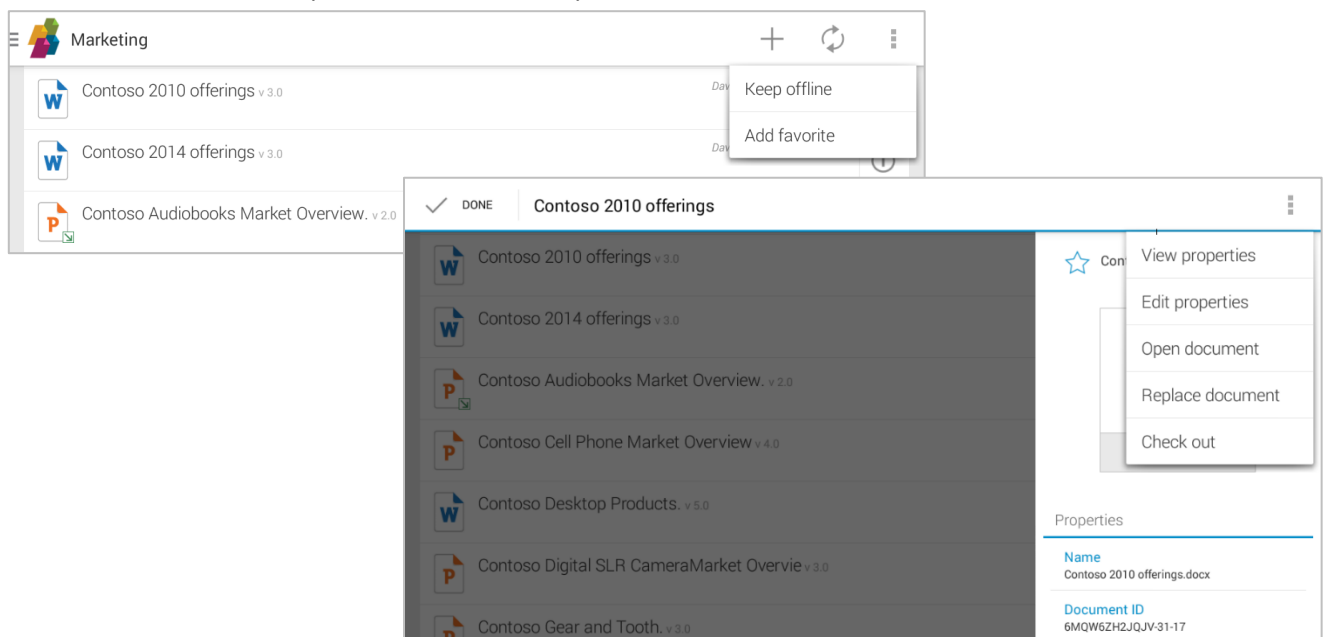 Marketing
Keep offline
Add favorite
Contoso 2010 offerings v 3.0
Contoso 2014 offerings v 3.0
Contoso Audiobooks Market Overview. v 2.0
DONE
Contoso 2010 offerings
View properties
Edit properties
Open document
Replace document
Check out
Contoso 2010 offerings v 3.0
Contoso 2014 offerings v 3.0
Contoso Audiobooks Market Overview. v 2.0
Contoso Cell Phone Market Overview v 4.0
Contoso Desktop Products. v 5.0
Contoso Digital SLR CameraMarket Overvie v 3.0
Contoso Gear and Tooth. v 3.0
Properties
Name
Contoso 2010 offerings.docx
Document ID
6MQW6ZH2JQJV-31-17